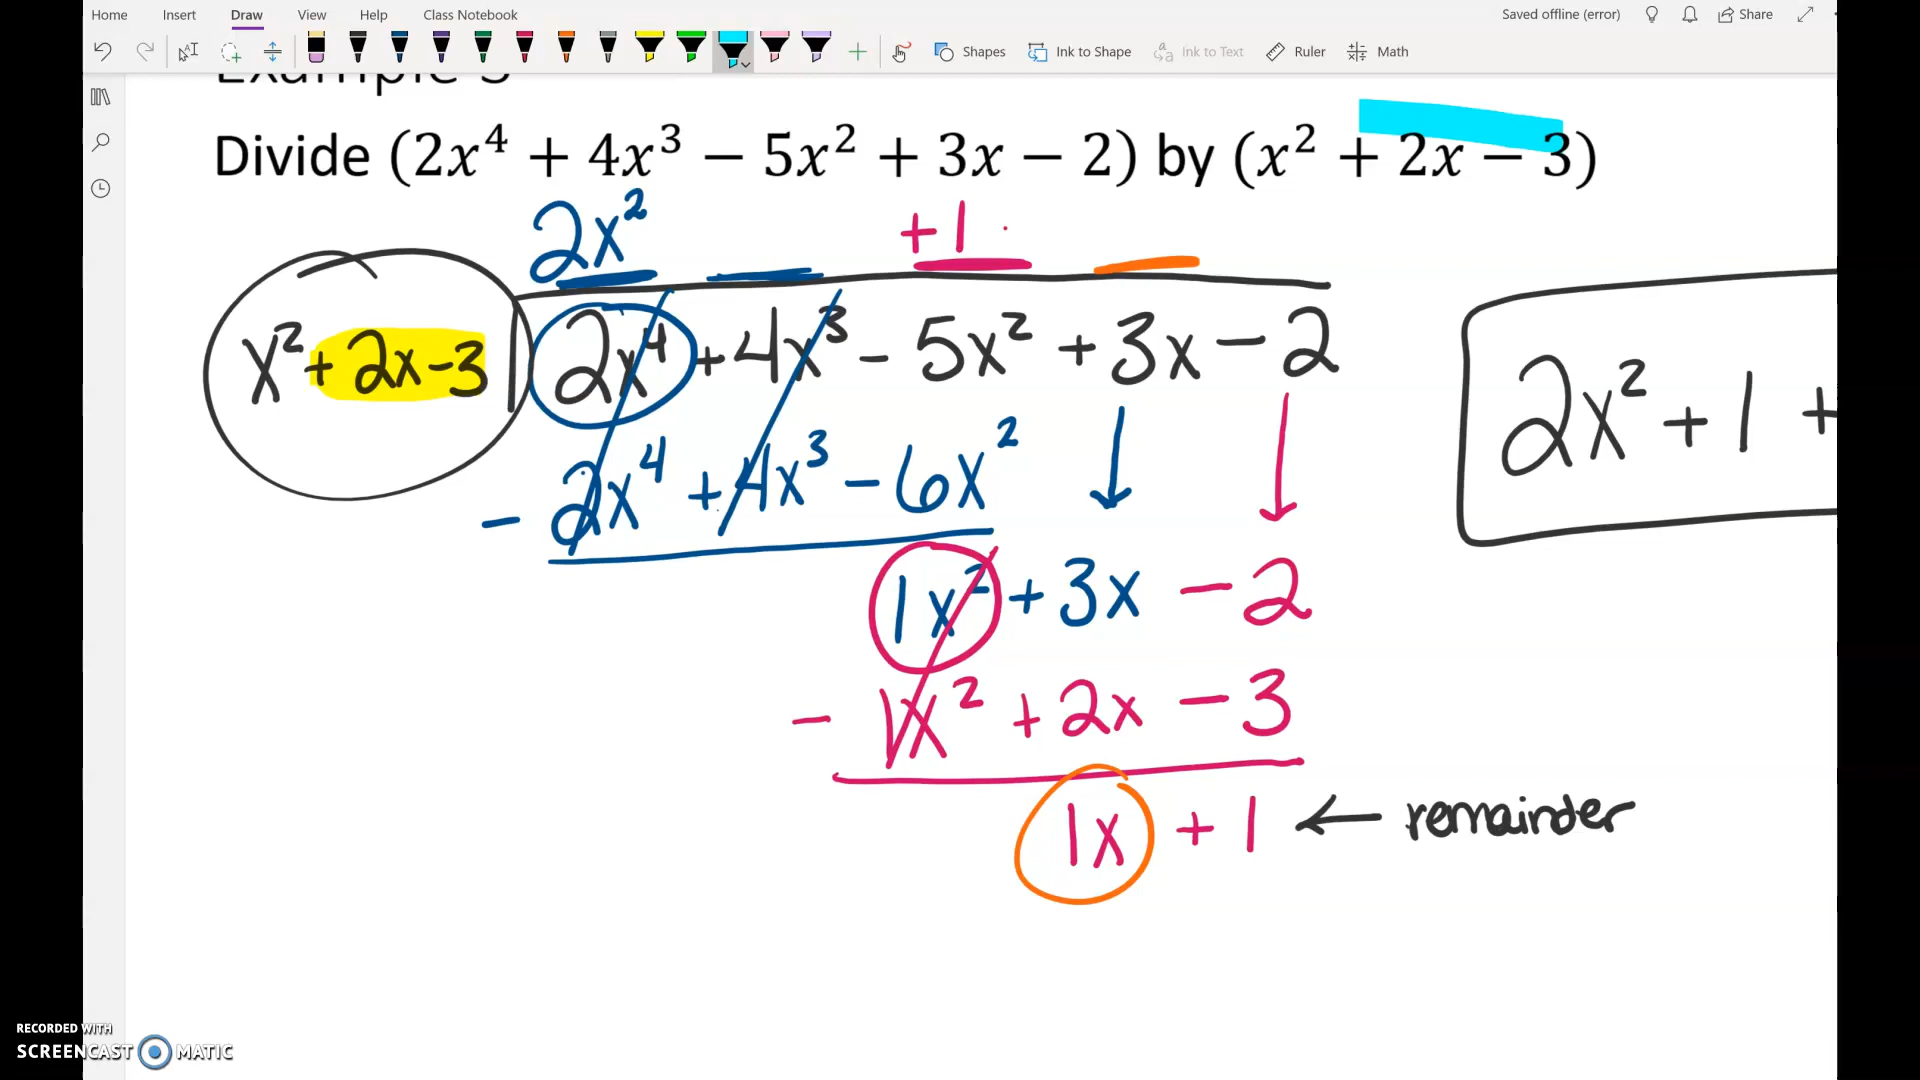 Home Insert Draw View Help Class Notebook Saved offline (error) Share
Shapes Ink to Shape Ink to Text Ruler Math
Example 3
Divide (2x⁴ + 4x³ − 5x² + 3x − 2) by (x² + 2x − 3)
2x² +1
x² + 2x - 3 2x⁴ + 4x³ - 5x² + 3x - 2
2x² + 1 +
- 2x⁴ + 4x³ - 6x²
1x² + 3x - 2
- 1x² + 2x - 3
1x + 1 ← remainder
RECORDED WITH
SCREENCAST MATIC